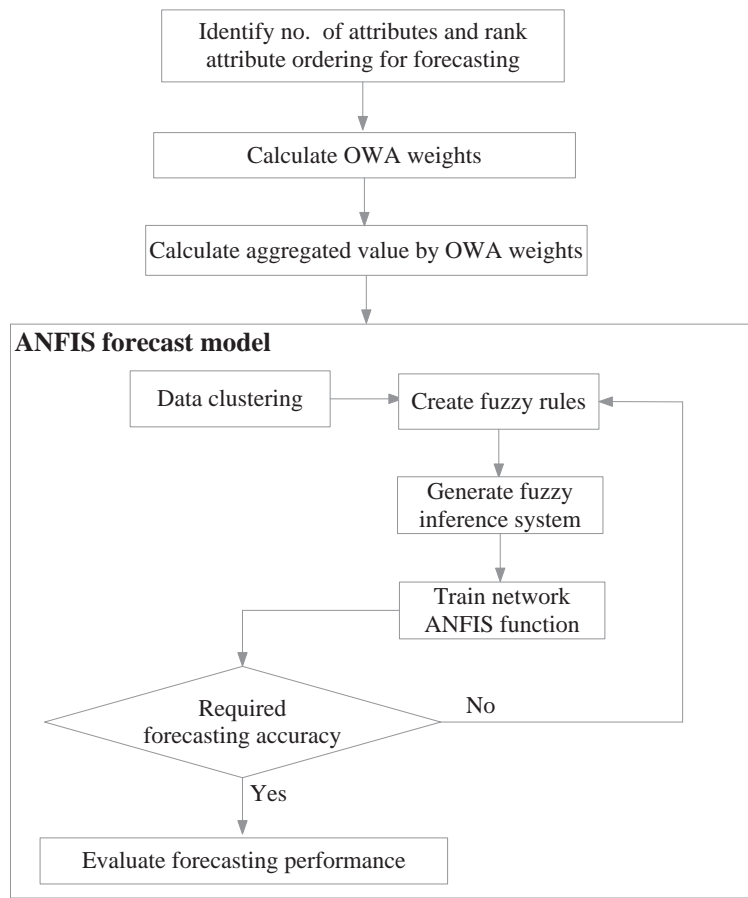 Identify no. of attributes and rank
attribute ordering for forecasting
Calculate OWA weights
Calculate aggregated value by OWA weights
ANFIS forecast model
Data clustering
Create fuzzy rules
Generate fuzzy
inference system
Train network
ANFIS function
Required
forecasting accuracy
No
Yes
Evaluate forecasting performance